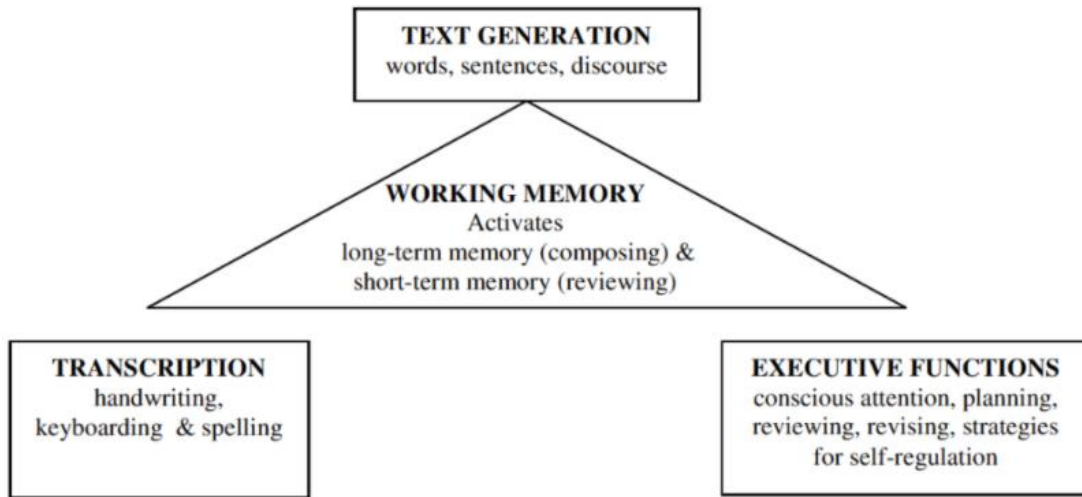 TEXT GENERATION
words, sentences, discourse
WORKING MEMORY
Activates
long-term memory (composing) &
short-term memory (reviewing)
TRANSCRIPTION
handwriting,
keyboarding & spelling
EXECUTIVE FUNCTIONS
conscious attention, planning,
reviewing, revising, strategies
for self-regulation